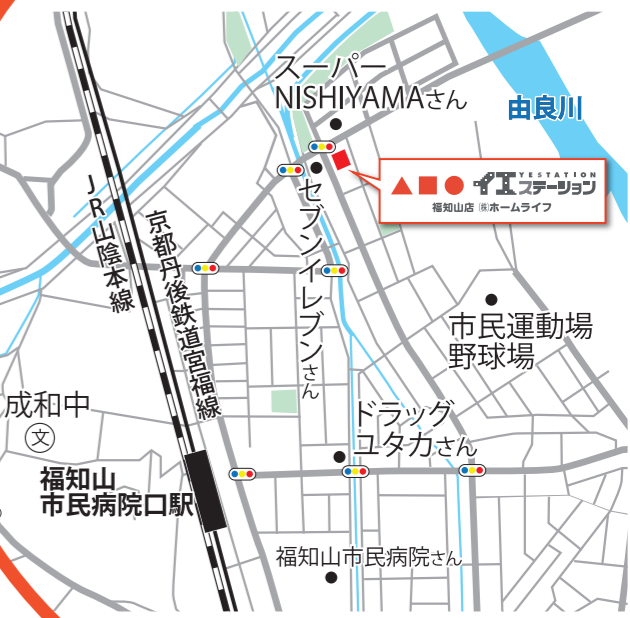 スーパー
NISHIYAMAさん
由良川
YESTATION
イエステーション
福知山店 ㈱ホームライフ
セブンイレブンさん
JR山陰本線
京都丹後鉄道宮福線
市民運動場
野球場
成和中
文
ドラッグ
ユタカさん
福知山
市民病院口駅
福知山市民病院さん